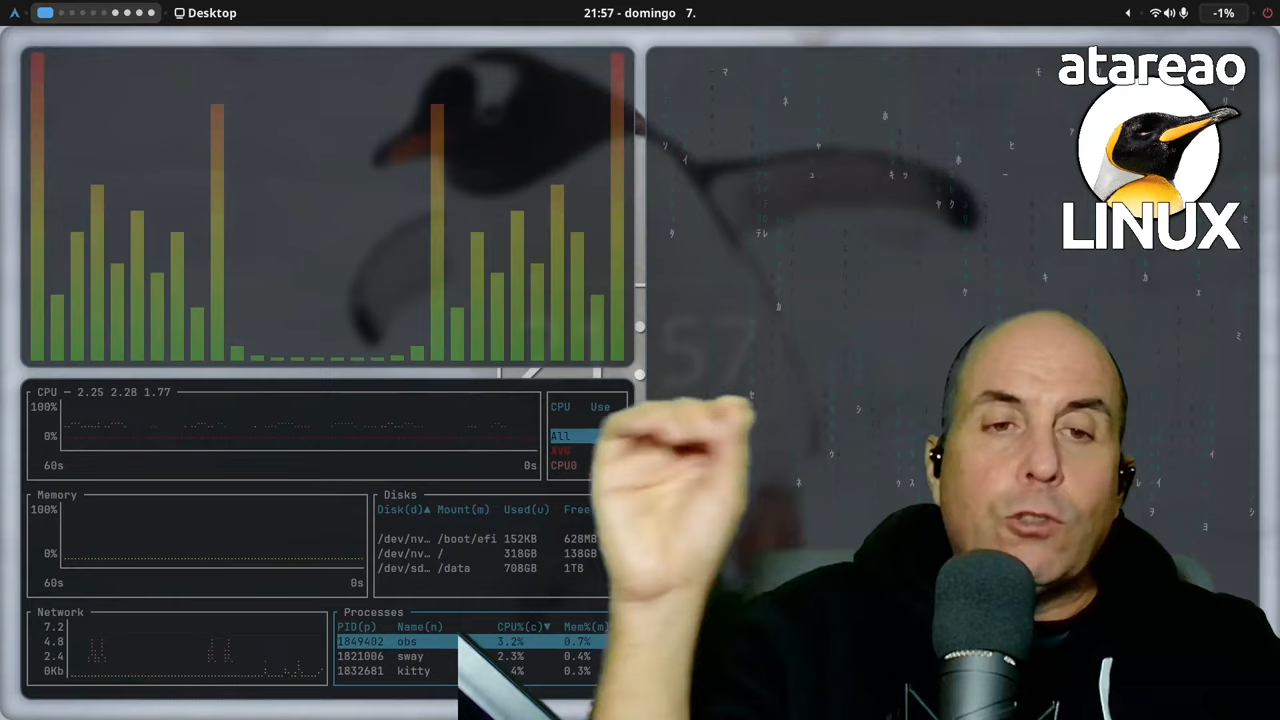 Desktop
21:57 - domingo 7.
-1%
atareao
LINUX
57
CPU — 2.25 2.28 1.77
100%
0%
60s 0s
CPU Use
All
AVG
CPU0
Memory
100%
0%
60s 0s
Disks
Disk(d)▲ Mount(m) Used(u) Free
/dev/nv… /boot/efi 152KB 628MB
/dev/nv… / 318GB 138GB
/dev/sd… /data 708GB 1TB
Network
7.2
4.8
2.4
0Kb
Processes
PID(p) Name(n) CPU%(c)▼ Mem%(m)
1849402 obs 3.2% 0.7%
1821006 sway 2.3% 0.4%
1832681 kitty 4% 0.3%